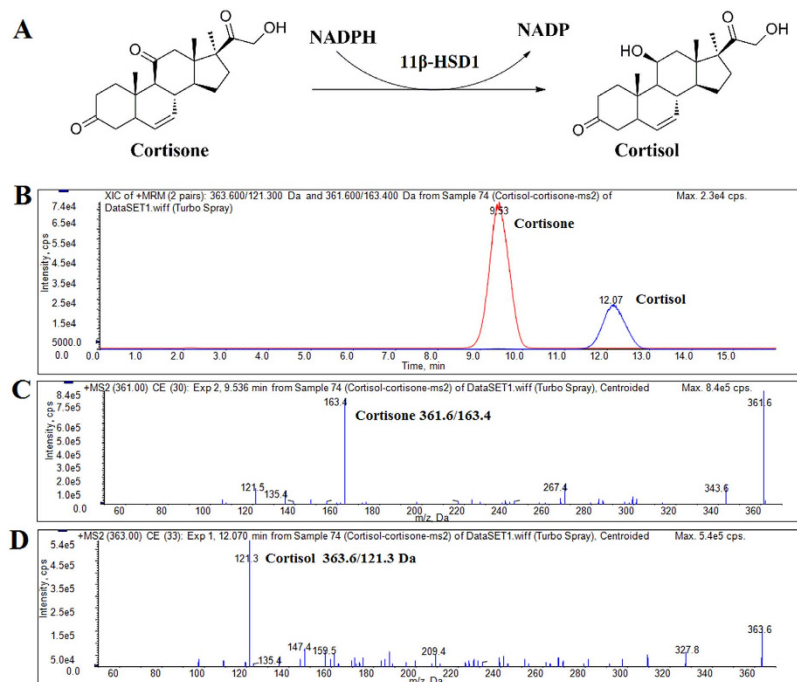 A
OH
O
O
O
Cortisone
NADPH
11β-HSD1
NADP
OH
O
HO
O
Cortisol
B
XIC of +MRM (2 pairs): 363.600/121.300 Da and 361.600/163.400 Da from Sample 74 (Cortisol-cortisone-ms2) of
DataSET1.wiff (Turbo Spray)
Max. 2.3e4 cps.
Intensity, cps
7.4e4
6.5e4
5.5e4
4.5e4
3.5e4
2.5e4
1.5e4
5000.0
0.0
9.53
Cortisone
12.07
Cortisol
0.0 1.0 2.0 3.0 4.0 5.0 6.0 7.0 8.0 9.0 10.0 11.0 12.0 13.0 14.0 15.0
Time, min
C
+MS2 (361.00) CE (30): Exp 2, 9.536 min from Sample 74 (Cortisol-cortisone-ms2) of DataSET1.wiff (Turbo Spray), Centroided
Max. 8.4e5 cps.
Intensity, cps
8.4e5
7.5e5
6.0e5
5.0e5
4.0e5
3.0e5
2.0e5
1.0e5
0.0
121.5
135.4
163.4
Cortisone 361.6/163.4
267.4
343.6
361.6
60 80 100 120 140 160 180 200 220 240 260 280 300 320 340 360
m/z, Da
D
+MS2 (363.00) CE (33): Exp 1, 12.070 min from Sample 74 (Cortisol-cortisone-ms2) of DataSET1.wiff (Turbo Spray), Centroided
Max. 5.4e5 cps.
Intensity, cps
5.4e5
4.5e5
3.5e5
2.5e5
1.5e5
5.0e4
0.0
121.3
Cortisol 363.6/121.3 Da
135.4
147.4
159.5
209.4
327.8
363.6
60 80 100 120 140 160 180 200 220 240 260 280 300 320 340 360
m/z, Da